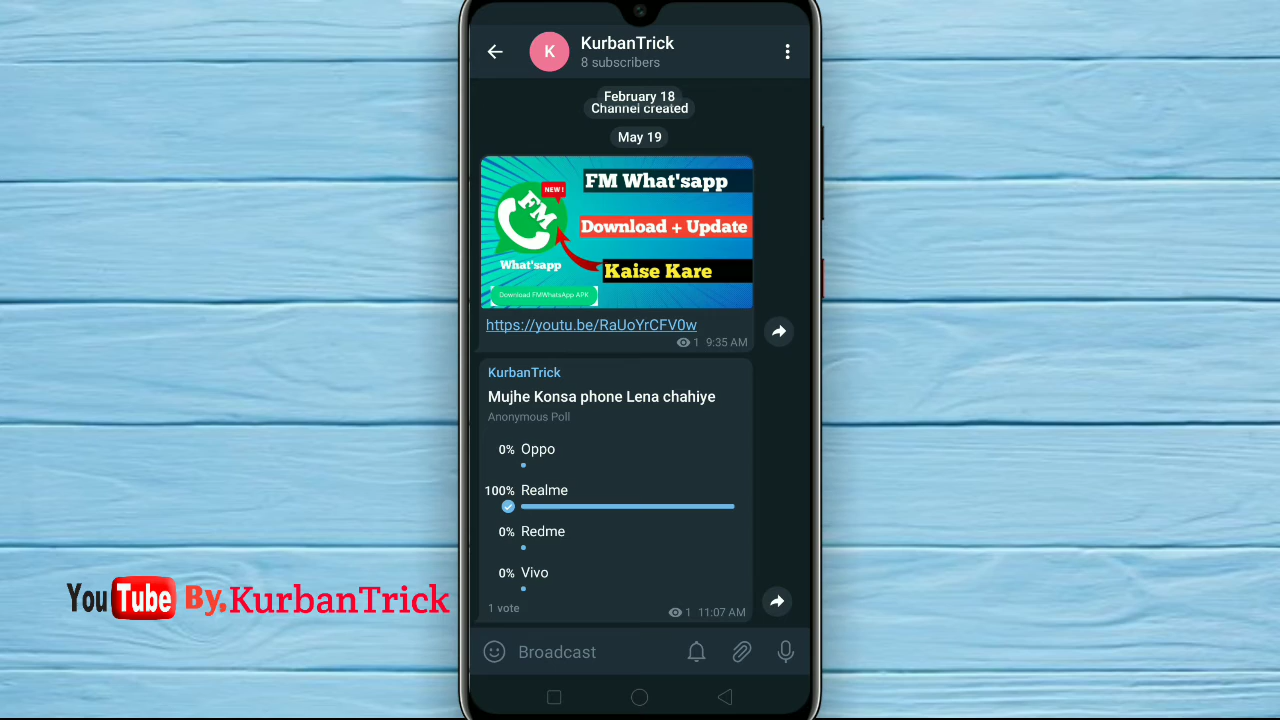 K
KurbanTrick
8 subscribers
February 18
Channel created
May 19
FM What'sapp
NEW !
FM
Download + Update
What'sapp
Kaise Kare
Download FMWhatsApp APK
https://youtu.be/RaUoYrCFV0w
1 9:35 AM
KurbanTrick
Mujhe Konsa phone Lena chahiye
Anonymous Poll
0% Oppo
100% Realme
0% Redme
0% Vivo
1 vote
1 11:07 AM
Broadcast
YouTube By.KurbanTrick